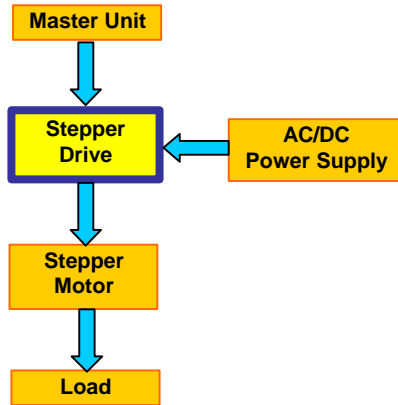 Master Unit
Stepper
Drive
AC/DC
Power Supply
Stepper
Motor
Load